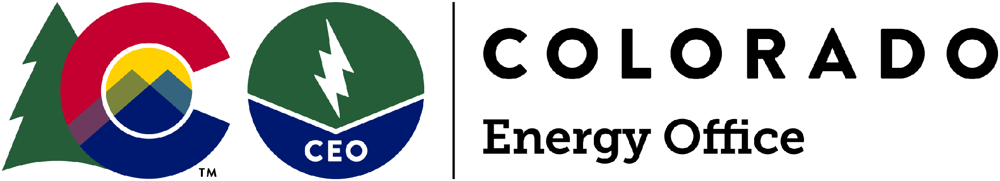 TM
CEO
COLORADO
Energy Office